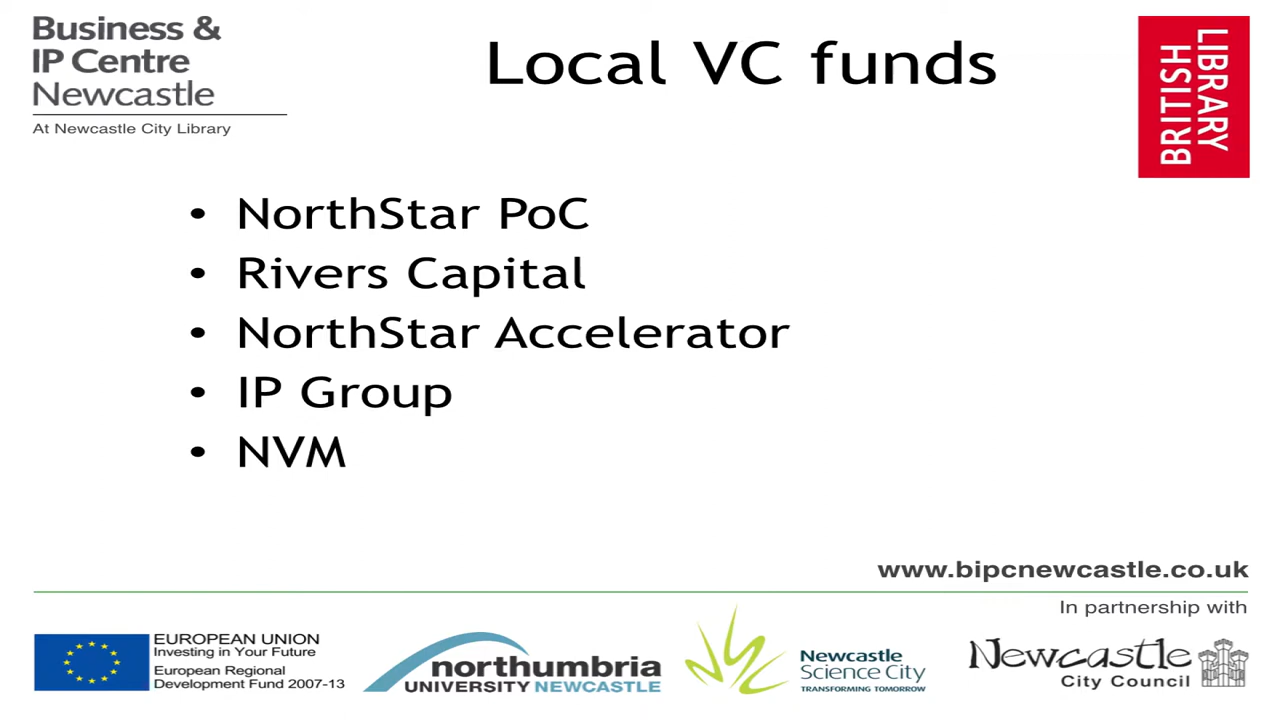 Business &
IP Centre
Newcastle
At Newcastle City Library
Local VC funds
BRITISH
LIBRARY
• NorthStar PoC
• Rivers Capital
• NorthStar Accelerator
• IP Group
• NVM
www.bipcnewcastle.co.uk
In partnership with
EUROPEAN UNION
Investing in Your Future
European Regional
Development Fund 2007-13
northumbria
UNIVERSITY NEWCASTLE
Newcastle
Science City
TRANSFORMING TOMORROW
Newcastle
City Council